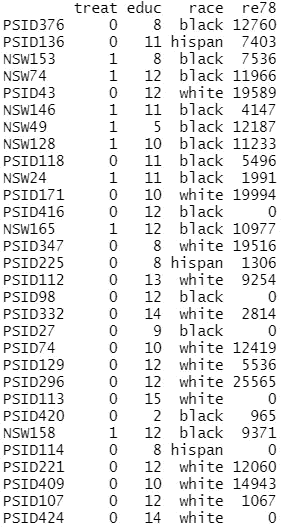 treat educ race re78
PSID376 0 8 black 12760
PSID136 0 11 hispan 7403
NSW153 1 8 black 7536
NSW74 1 12 black 11966
PSID43 0 12 white 19589
NSW146 1 11 black 4147
NSW49 1 5 black 12187
NSW128 1 10 black 11233
PSID118 0 11 black 5496
NSW24 1 11 black 1991
PSID171 0 10 white 19994
PSID416 0 12 black 0
NSW165 1 12 black 10977
PSID347 0 8 white 19516
PSID225 0 8 hispan 1306
PSID112 0 13 white 9254
PSID98 0 12 black 0
PSID332 0 14 white 2814
PSID27 0 9 black 0
PSID74 0 10 white 12419
PSID129 0 12 white 5536
PSID296 0 12 white 25565
PSID113 0 15 white 0
PSID420 0 2 black 965
NSW158 1 12 black 9371
PSID114 0 8 hispan 0
PSID221 0 12 white 12060
PSID409 0 10 white 14943
PSID107 0 12 white 1067
PSID424 0 14 white 0